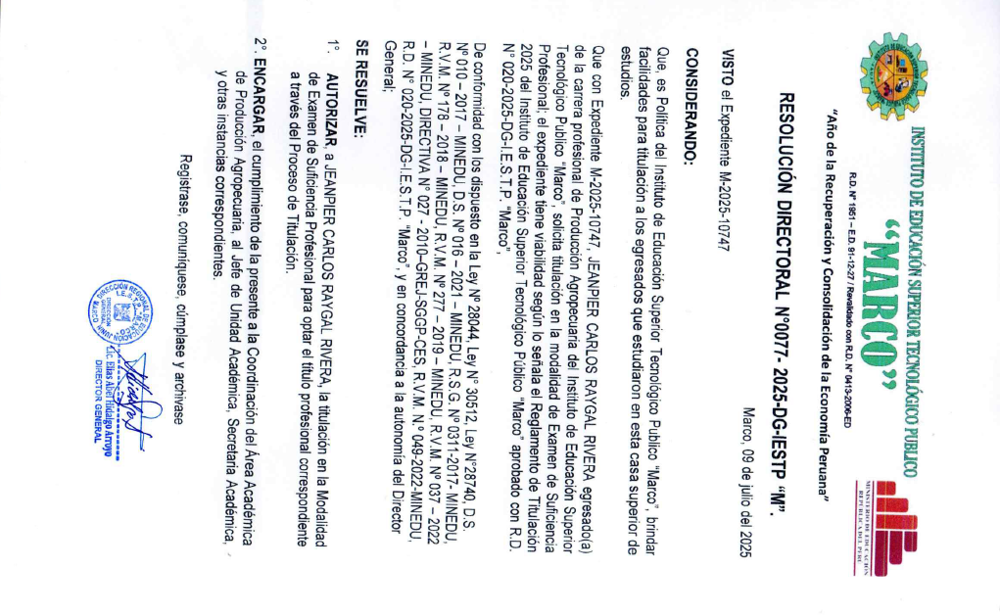 INSTITUTO DE EDUCACIÓN SUPERIOR TECNOLÓGICO PUBLICO
“MARCO”
MINISTERIO DE EDUCACIÓN
REPUBLICA DEL PERÚ
R.D. Nº 1951 – E.D. 91-12-27 / Revalidado con R.D. Nº 0413-2006-ED
“Año de la Recuperación y Consolidación de la Economía Peruana”
RESOLUCIÓN DIRECTORAL N°0077- 2025-DG-IESTP “M”.
Marco, 09 de julio del 2025
VISTO el Expediente M-2025-10747
CONSIDERANDO:
Que, es Política del Instituto de Educación Superior Tecnológico Publico “Marco”, brindar
facilidades para titulación a los egresados que estudiaron en esta casa superior de
estudios,
Que con Expediente M-2025-10747, JEANPIER CARLOS RAYGAL RIVERA egresado(a)
de la carrera profesional de Producción Agropecuaria del Instituto de Educación Superior
Tecnológico Publico “Marco”, solicita titulación en la modalidad de Examen de Suficiencia
Profesional; el expediente tiene viabilidad según lo señala el Reglamento de Titulación
2025 del Instituto de Educación Superior Tecnológico Público “Marco” aprobado con R.D.
N° 020-2025-DG-I.E.S.T.P. “Marco”,
De conformidad con los dispuesto en la Ley N° 28044, Ley N° 30512, Ley N°28740, D.S.
Nº 010 – 2017 – MINEDU, D.S. Nº 016 – 2021 – MINEDU, R.S.G. Nº 0311-2017- MINEDU,
R.V.M. N° 178 – 2018 – MINEDU, R.V.M. N° 277 – 2019 – MINEDU, R.V.M. N° 037 – 2022
– MINEDU, DIRECTIVA N° 027 - 2010–GREJ-SGGP-CES, R.V.M. N.° 049-2022-MINEDU,
R.D. N° 020-2025-DG-I.E.S.T.P. “Marco”, y en concordancia a la autonomía del Director
General;
SE RESUELVE:
1°. AUTORIZAR, a JEANPIER CARLOS RAYGAL RIVERA, la titulación en la Modalidad
de Examen de Suficiencia Profesional para optar el título profesional correspondiente
a través del Proceso de Titulación.
2°. ENCARGAR, el cumplimiento de la presente a la Coordinación del Área Académica
de Producción Agropecuaria, al Jefe de Unidad Académica, Secretaria Académica,
y otras instancias correspondientes.
Regístrase, comuníquese, cúmplase y archívase
DIRECCIÓN REGIONAL DE EDUCACIÓN JUNIN
I.E.S.T.P. "MARCO"
DIRECCIÓN
GENERAL
MARCO
Lic. Elías Abel Hidalgo Arroyo
DIRECTOR GENERAL